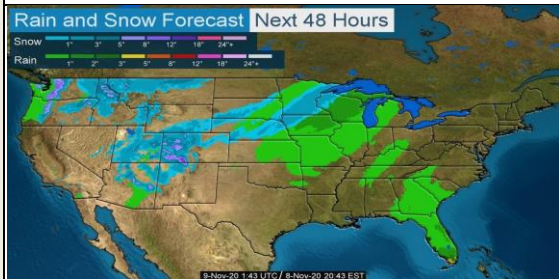 Rain and Snow Forecast Next 48 Hours
Snow
1" 3" 5" 8" 12" 18" 24"+
Rain
1" 2" 3" 5" 8" 12" 18" 24"+
9-Nov-20 1:43 UTC / 8-Nov-20 20:43 EST